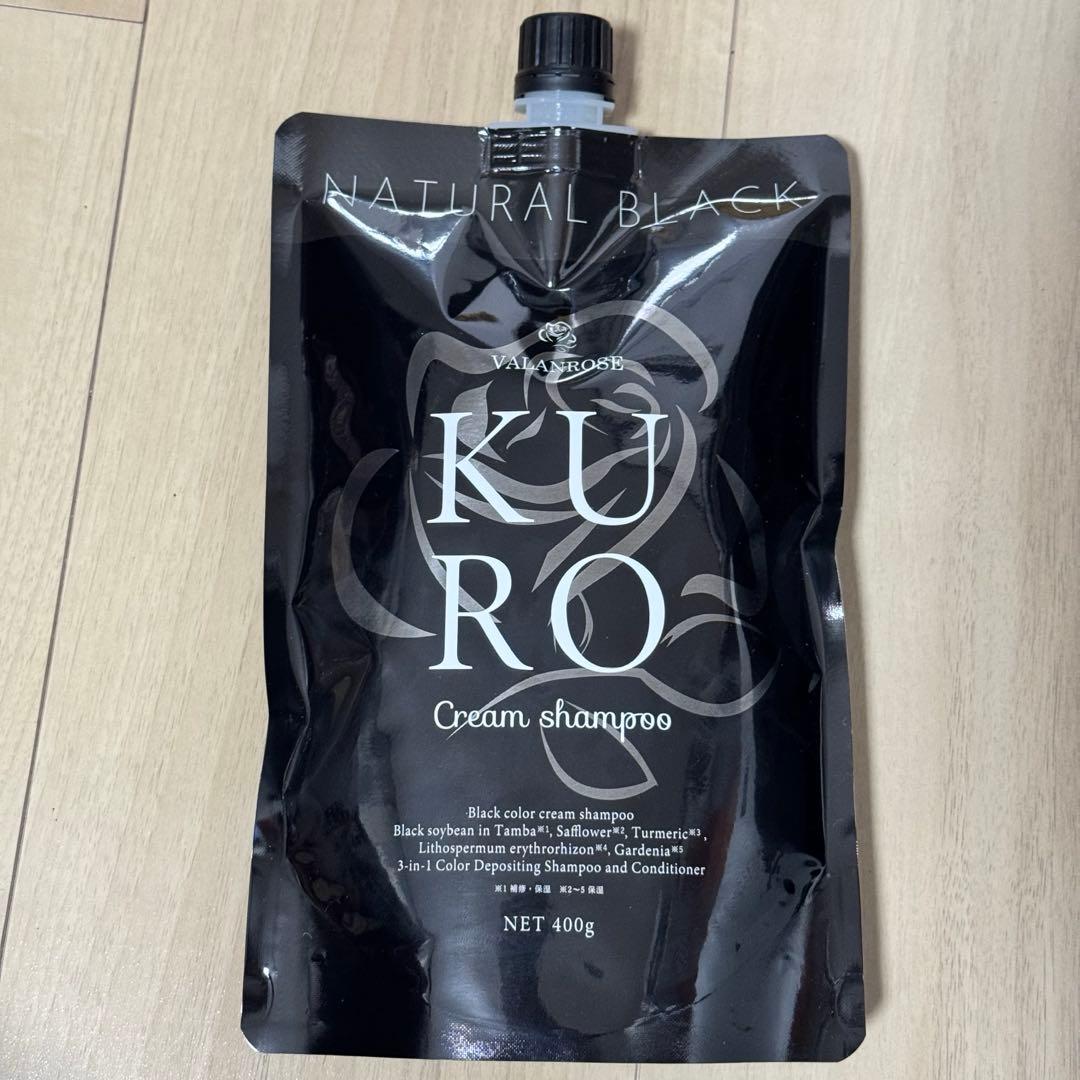 NATURAL BLACK
VALANROSE
KU
RO
Cream shampoo
Black color cream shampoo
Black soybean in Tamba※1, Safflower※2, Turmeric※3,
Lithospermum erythrorhizon※4, Gardenia※5
3-in-1 Color Depositing Shampoo and Conditioner
※1 補修・保湿 ※2〜5 保湿
NET 400g